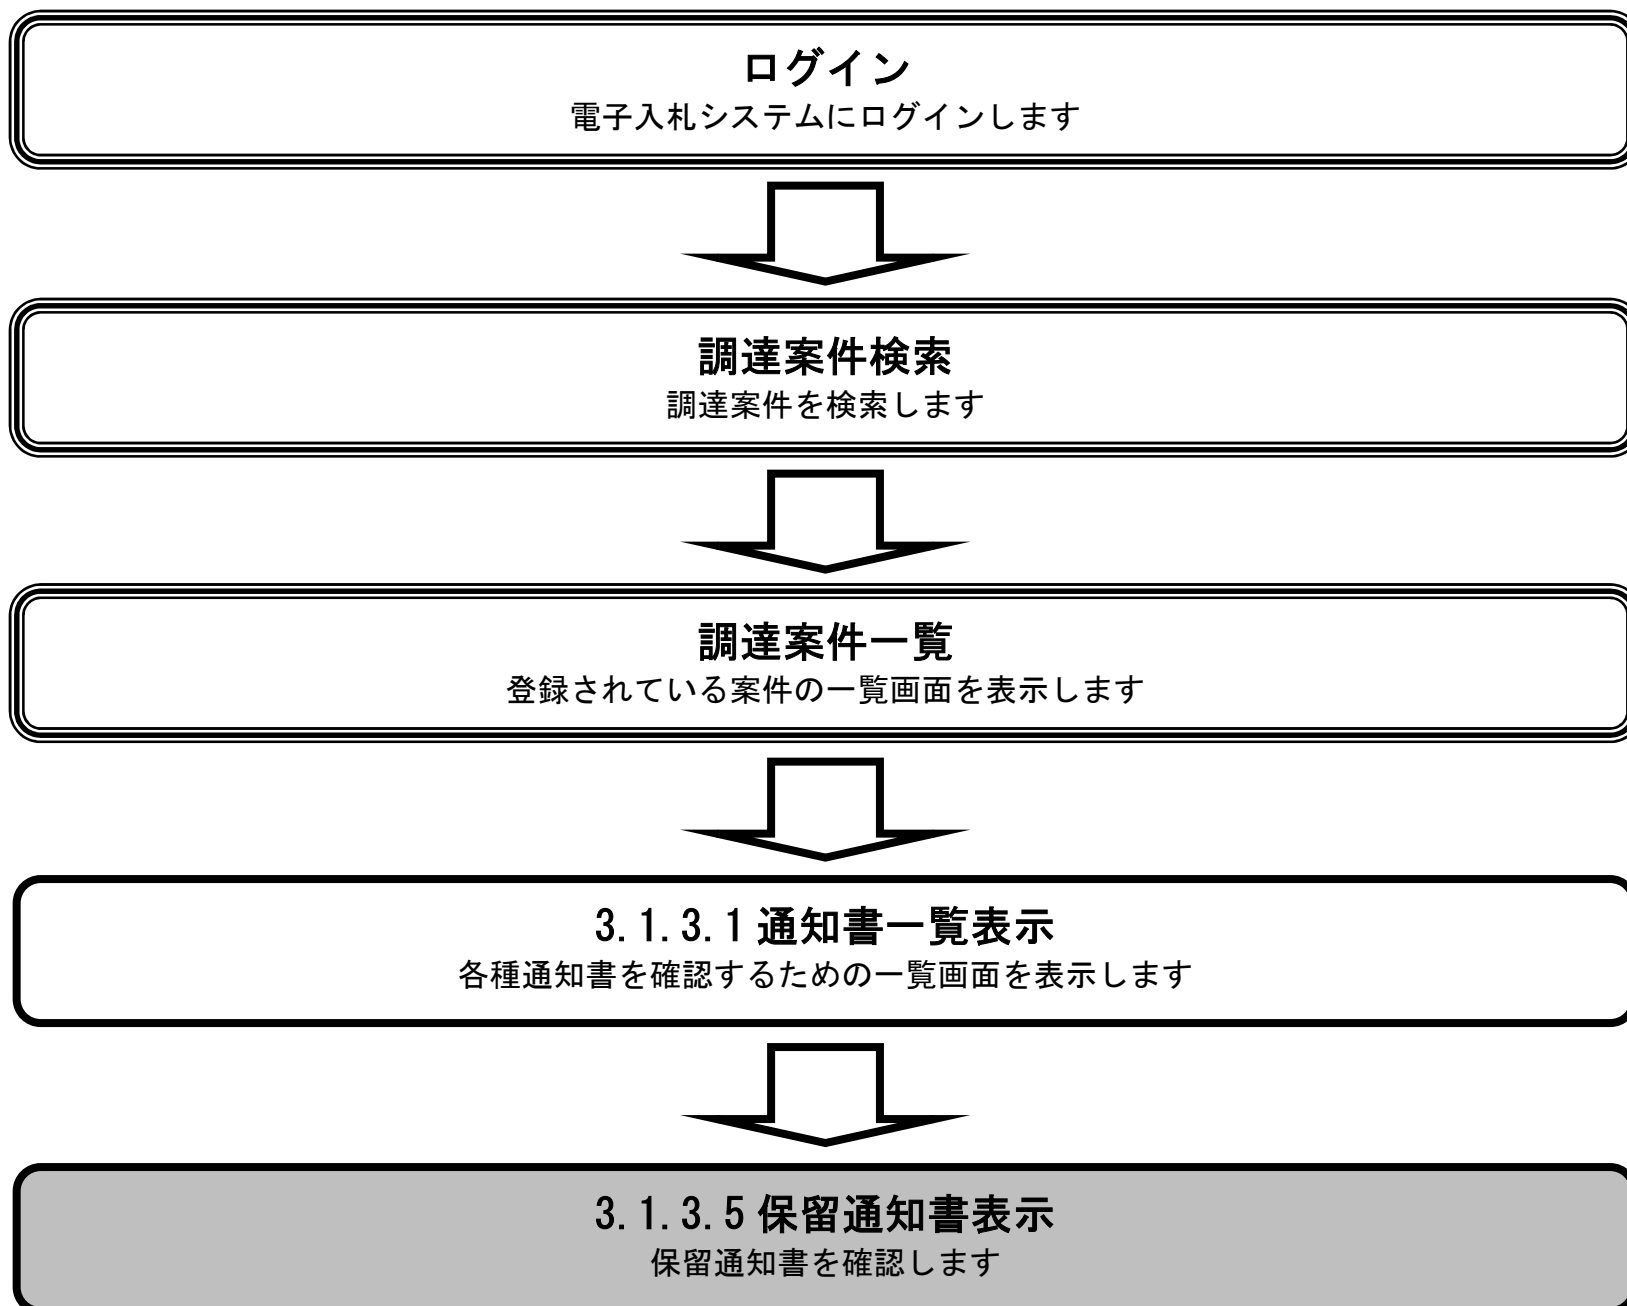 ログイン
電子入札システムにログインします
調達案件検索
調達案件を検索します
調達案件一覧
登録されている案件の一覧画面を表示します
3.1.3.1 通知書一覧表示
各種通知書を確認するための一覧画面を表示します
3.1.3.5 保留通知書表示
保留通知書を確認します